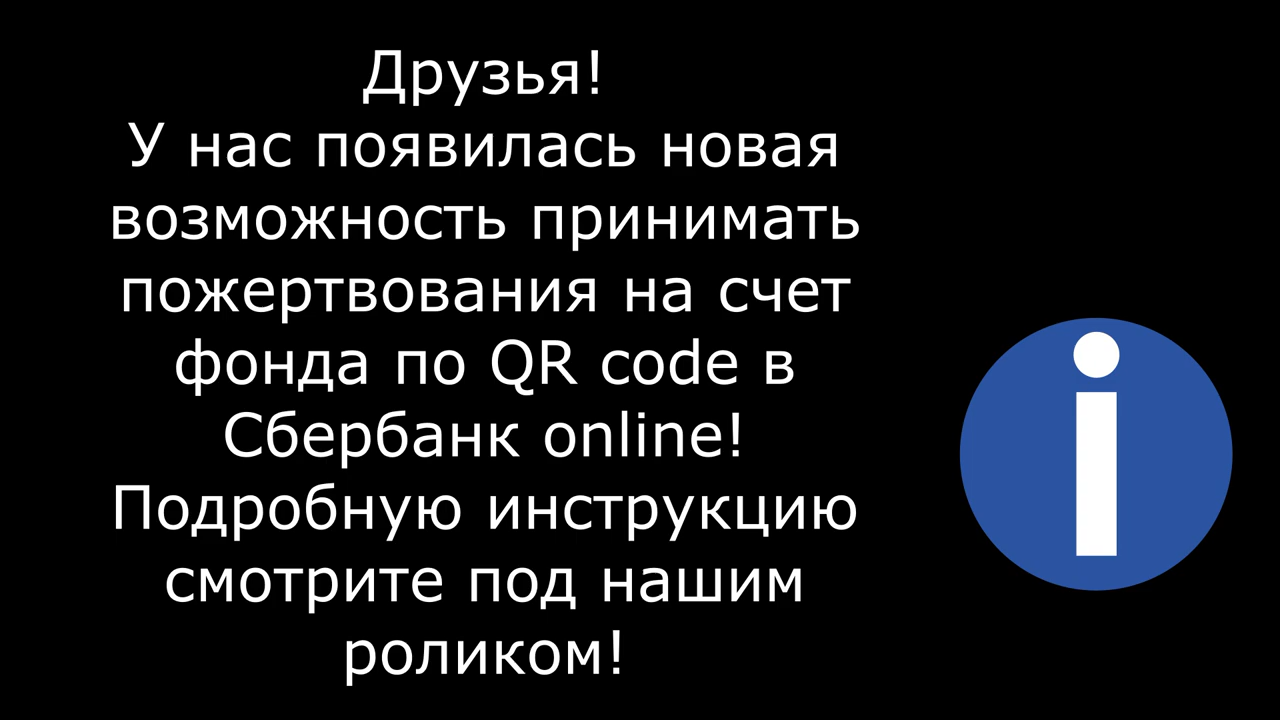 Друзья!
У нас появилась новая
возможность принимать
пожертвования на счет
фонда по QR code в
Сбербанк online!
Подробную инструкцию
смотрите под нашим
роликом!